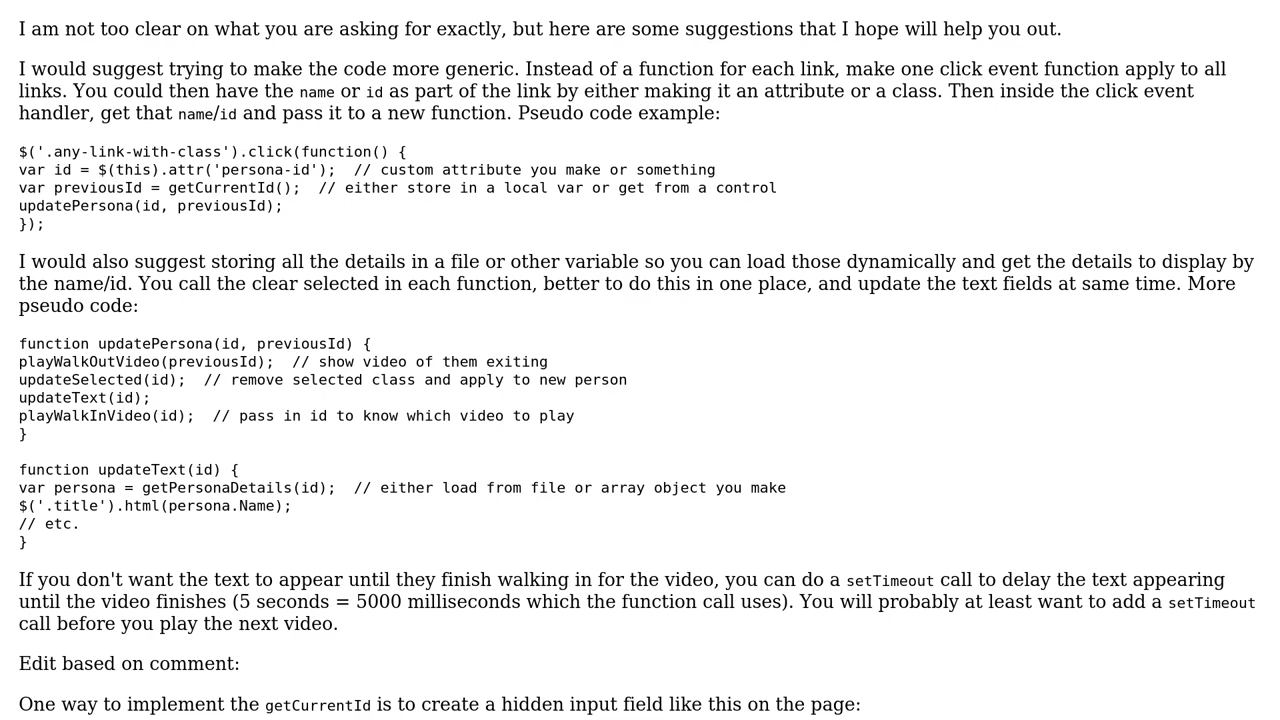 I am not too clear on what you are asking for exactly, but here are some suggestions that I hope will help you out.
I would suggest trying to make the code more generic. Instead of a function for each link, make one click event function apply to all
links. You could then have the name or id as part of the link by either making it an attribute or a class. Then inside the click event
handler, get that name/id and pass it to a new function. Pseudo code example:
$('.any-link-with-class').click(function() {
var id = $(this).attr('persona-id');  // custom attribute you make or something
var previousId = getCurrentId();  // either store in a local var or get from a control
updatePersona(id, previousId);
});
I would also suggest storing all the details in a file or other variable so you can load those dynamically and get the details to display by
the name/id. You call the clear selected in each function, better to do this in one place, and update the text fields at same time. More
pseudo code:
function updatePersona(id, previousId) {
playWalkOutVideo(previousId);  // show video of them exiting
updateSelected(id);  // remove selected class and apply to new person
updateText(id);
playWalkInVideo(id);  // pass in id to know which video to play
}
function updateText(id) {
var persona = getPersonaDetails(id);  // either load from file or array object you make
$('.title').html(persona.Name);
// etc.
}
If you don't want the text to appear until they finish walking in for the video, you can do a setTimeout call to delay the text appearing
until the video finishes (5 seconds = 5000 milliseconds which the function call uses). You will probably at least want to add a setTimeout
call before you play the next video.
Edit based on comment:
One way to implement the getCurrentId is to create a hidden input field like this on the page: